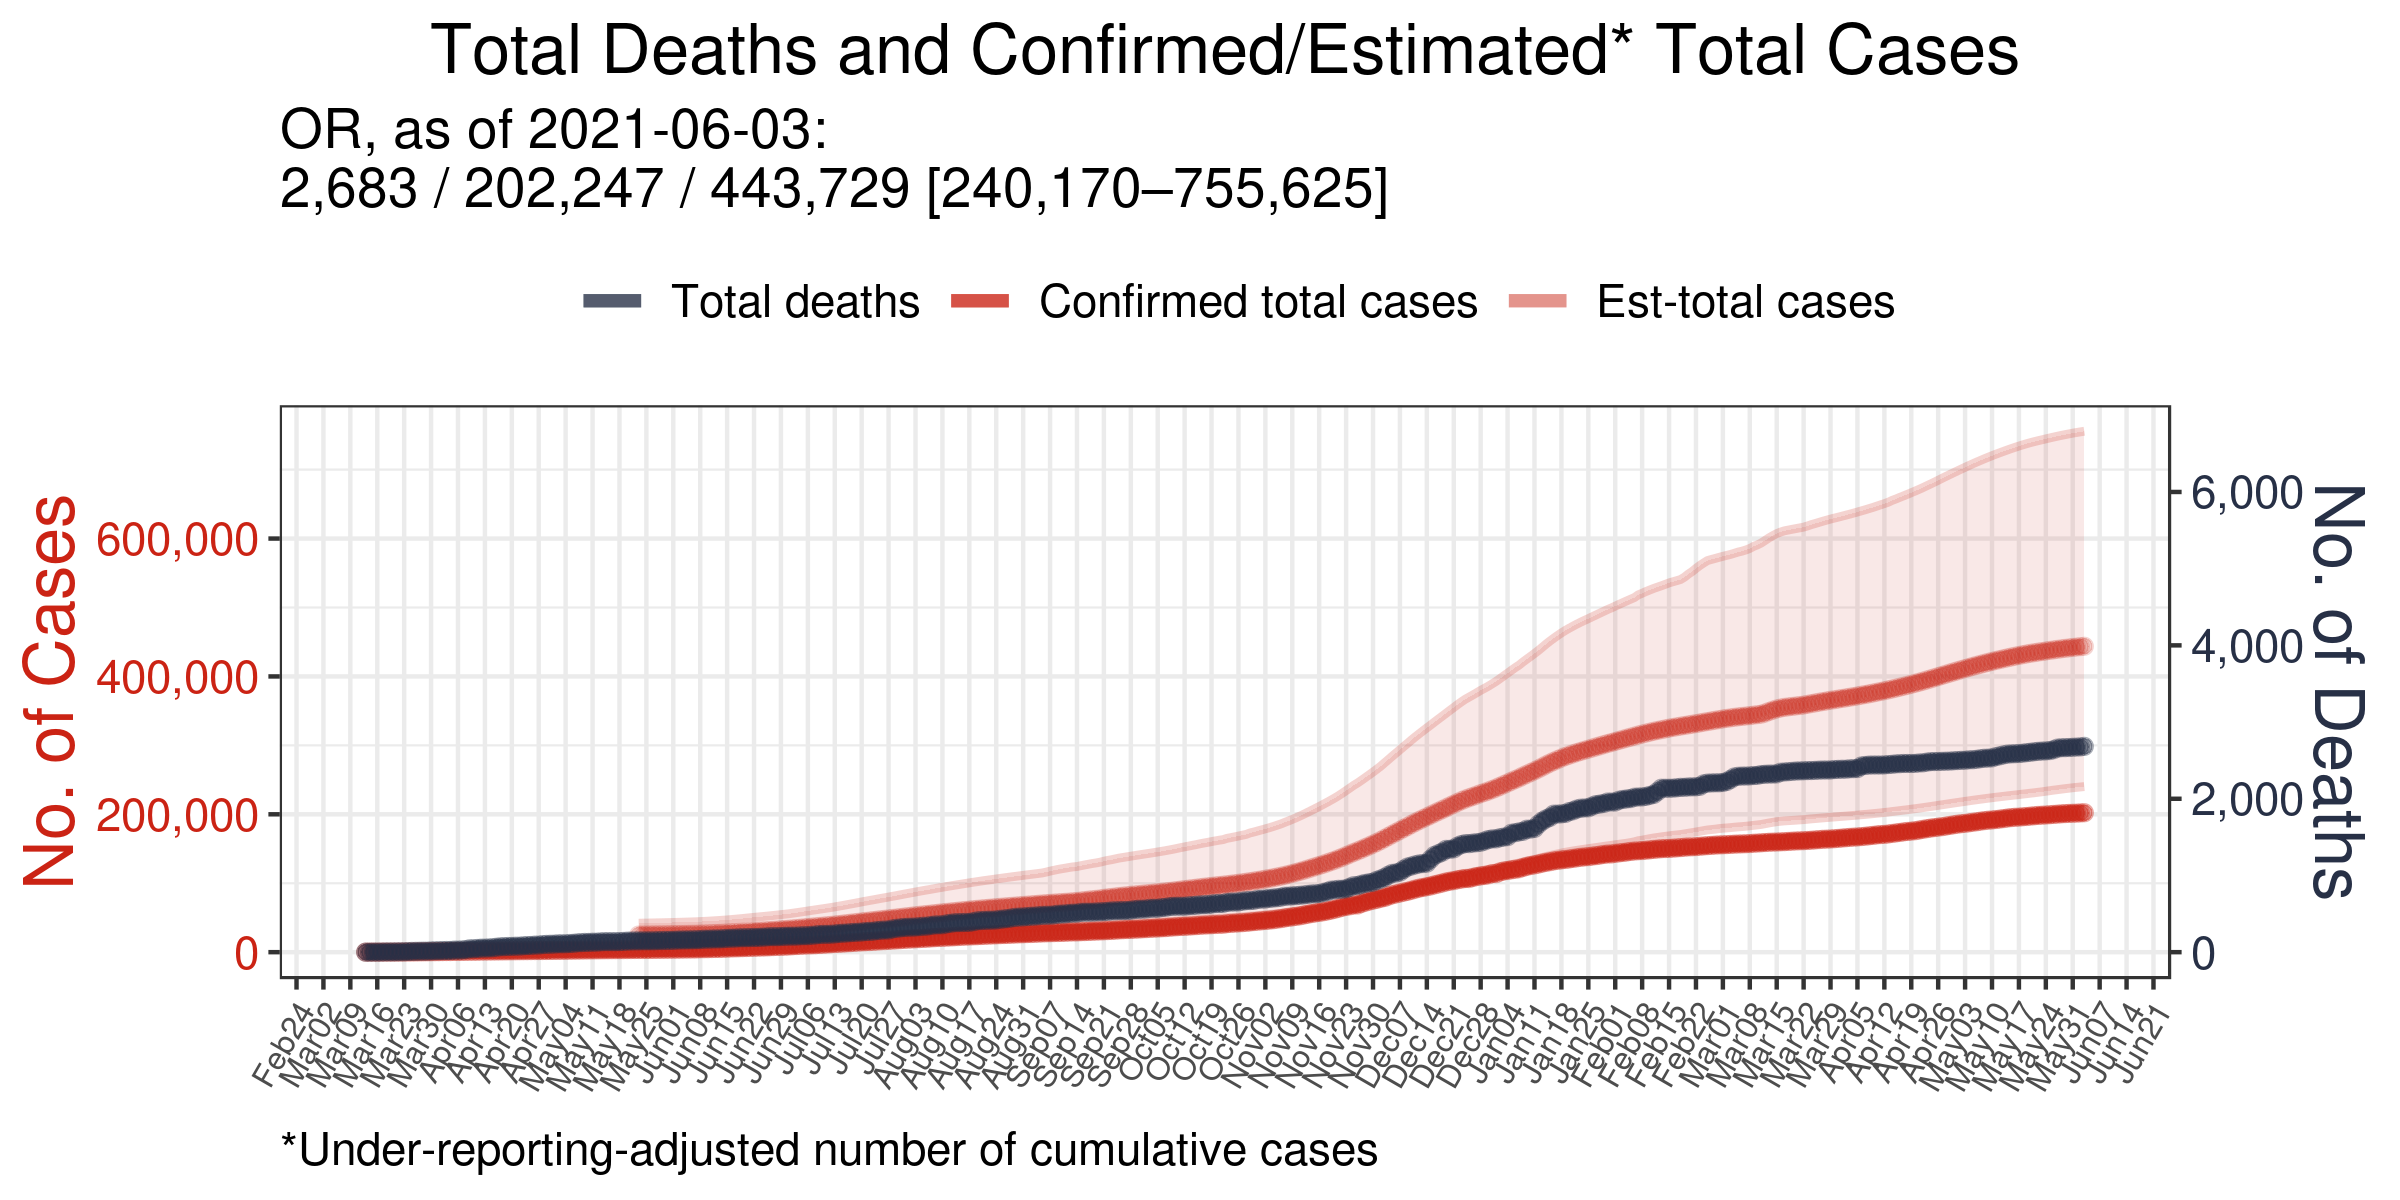 Total Deaths and Confirmed/Estimated* Total Cases
OR, as of 2021-06-03:
2,683 / 202,247 / 443,729 [240,170–755,625]
Total deaths
Confirmed total cases
Est-total cases
No. of Cases
600,000
400,000
200,000
0
6,000
4,000
2,000
0
No. of Deaths
Feb24
Mar02
Mar09
Mar16
Mar23
Mar30
Apr06
Apr13
Apr20
Apr27
May04
May11
May18
May25
Jun01
Jun08
Jun15
Jun22
Jun29
Jul06
Jul13
Jul20
Jul27
Aug03
Aug10
Aug17
Aug24
Aug31
Sep07
Sep14
Sep21
Sep28
Oct05
Oct12
Oct19
Oct26
Nov02
Nov09
Nov16
Nov23
Nov30
Dec07
Dec14
Dec21
Dec28
Jan04
Jan11
Jan18
Jan25
Feb01
Feb08
Feb15
Feb22
Mar01
Mar08
Mar15
Mar22
Mar29
Apr05
Apr12
Apr19
Apr26
May03
May10
May17
May24
May31
Jun07
Jun14
Jun21
*Under-reporting-adjusted number of cumulative cases